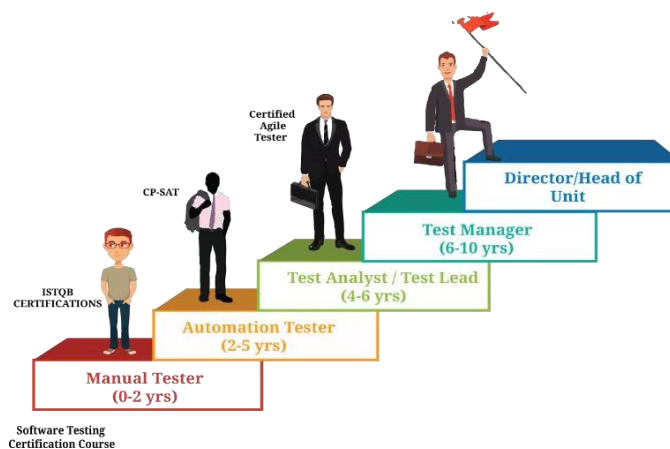 Certified
Agile
Tester
Director/Head of
Unit
CP-SAT
Test Manager
(6-10 yrs)
Test Analyst / Test Lead
(4-6 yrs)
ISTQB
CERTIFICATIONS
Automation Tester
(2-5 yrs)
Manual Tester
(0-2 yrs)
Software Testing
Certification Course